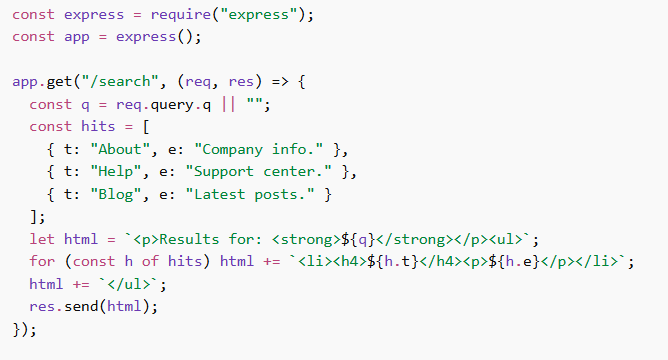 const express = require("express");
const app = express();

app.get("/search", (req, res) => {
  const q = req.query.q || "";
  const hits = [
    { t: "About", e: "Company info." },
    { t: "Help", e: "Support center." },
    { t: "Blog", e: "Latest posts." }
  ];
  let html = `<p>Results for: <strong>${q}</strong></p><ul>`;
  for (const h of hits) html += `<li><h4>${h.t}</h4><p>${h.e}</p></li>`;
  html += `</ul>`;
  res.send(html);
});